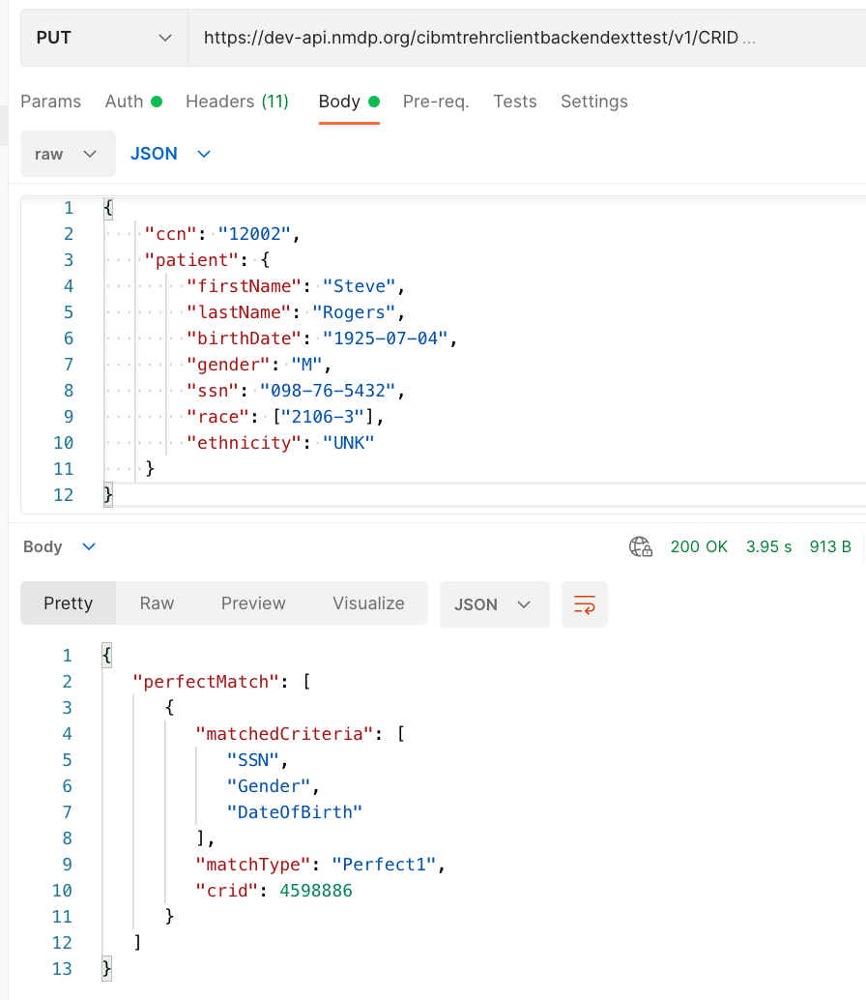 PUT https://dev-api.nmdp.org/cibmtrehrclientbackendexttest/v1/CRID ...
Params Auth Headers (11) Body Pre-req. Tests Settings
raw JSON
1 {
2 "ccn": "12002",
3 "patient": {
4 "firstName": "Steve",
5 "lastName": "Rogers",
6 "birthDate": "1925-07-04",
7 "gender": "M",
8 "ssn": "098-76-5432",
9 "race": ["2106-3"],
10 "ethnicity": "UNK"
11 }
12 }
Body 200 OK 3.95 s 913 B
Pretty Raw Preview Visualize JSON
1 {
2 "perfectMatch": [
3 {
4 "matchedCriteria": [
5 "SSN",
6 "Gender",
7 "DateOfBirth"
8 ],
9 "matchType": "Perfect1",
10 "crid": 4598886
11 }
12 ]
13 }